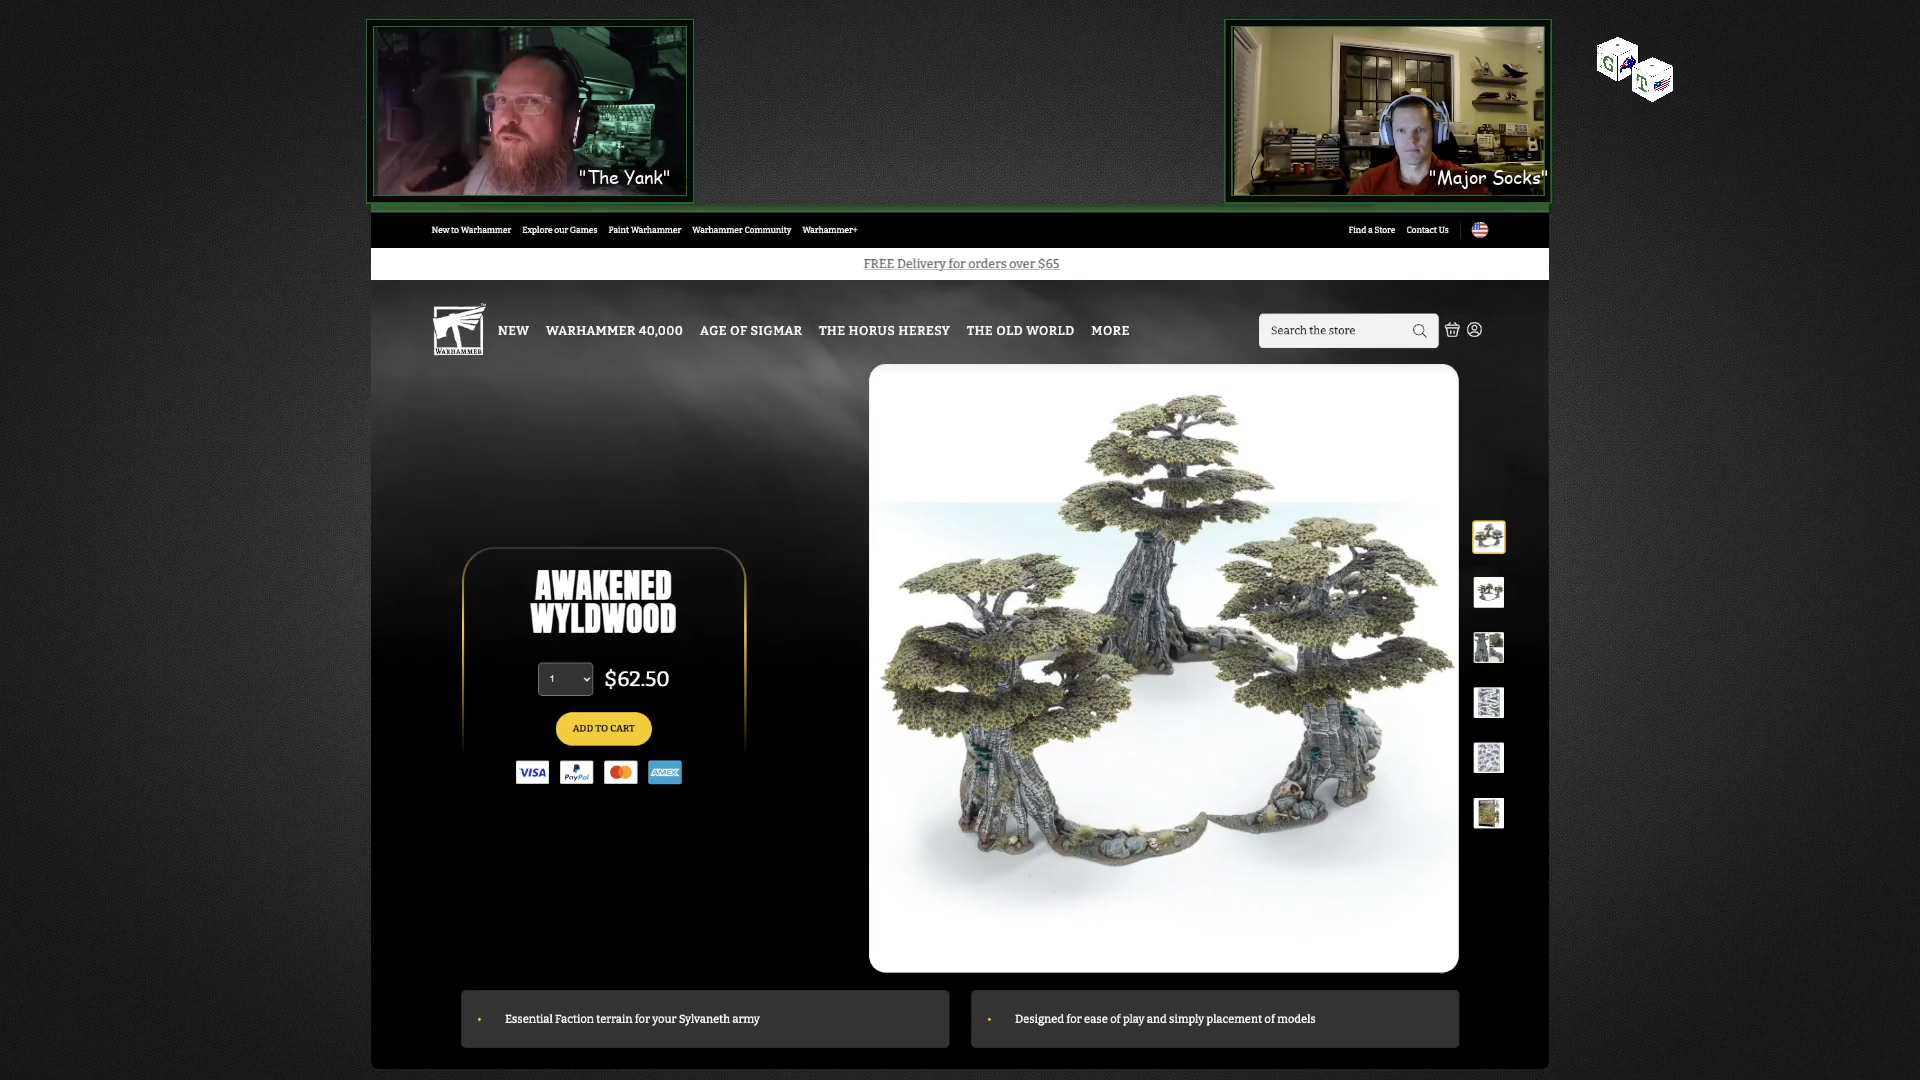 "The Yank"
"Major Socks"
G
T
New to Warhammer Explore our Games Paint Warhammer Warhammer Community Warhammer+ Find a Store Contact Us
FREE Delivery for orders over $65
WARHAMMER
NEW WARHAMMER 40,000 AGE OF SIGMAR THE HORUS HERESY THE OLD WORLD MORE
Search the store
AWAKENED
WYLDWOOD
1 $62.50
ADD TO CART
VISA PayPal AMEX
• Essential Faction terrain for your Sylvaneth army
• Designed for ease of play and simply placement of models